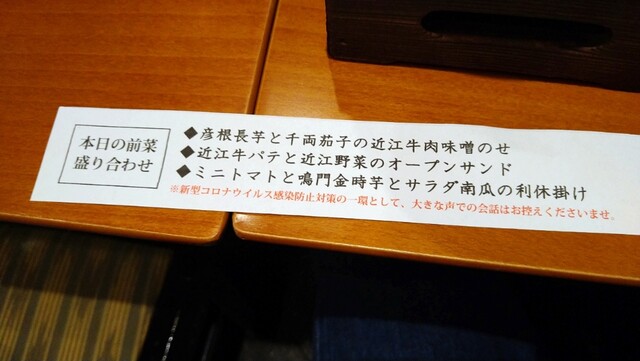 本日の前菜
盛り合わせ
◆彦根長芋と千両茄子の近江牛肉味噌のせ
◆近江牛パテと近江野菜のオープンサンド
◆ミニトマトと鳴門金時芋とサラダ南瓜の利休掛け
※新型コロナウイルス感染防止対策の一環として、大きな声での会話はお控えくださいませ。